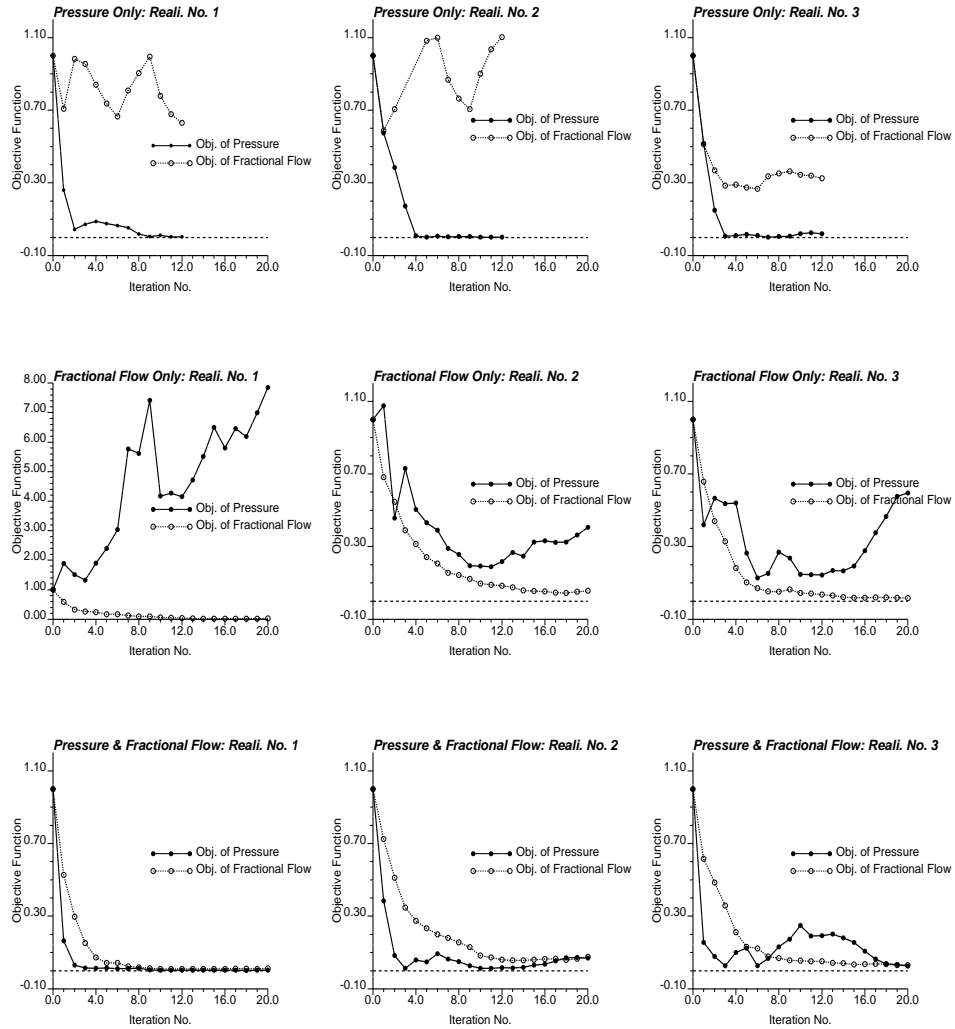 Pressure Only: Reali. No. 1
Objective Function
1.10
0.70
0.30
-0.10
Obj. of Pressure
Obj. of Fractional Flow
0.0 4.0 8.0 12.0 16.0 20.0
Iteration No.
Pressure Only: Reali. No. 2
Objective Function
1.10
0.70
0.30
-0.10
Obj. of Pressure
Obj. of Fractional Flow
0.0 4.0 8.0 12.0 16.0 20.0
Iteration No.
Pressure Only: Reali. No. 3
Objective Function
1.10
0.70
0.30
-0.10
Obj. of Pressure
Obj. of Fractional Flow
0.0 4.0 8.0 12.0 16.0 20.0
Iteration No.
Fractional Flow Only: Reali. No. 1
Objective Function
8.00
7.00
6.00
5.00
4.00
3.00
2.00
1.00
0.00
Obj. of Pressure
Obj. of Fractional Flow
0.0 4.0 8.0 12.0 16.0 20.0
Iteration No.
Fractional Flow Only: Reali. No. 2
Objective Function
1.10
0.70
0.30
-0.10
Obj. of Pressure
Obj. of Fractional Flow
0.0 4.0 8.0 12.0 16.0 20.0
Iteration No.
Fractional Flow Only: Reali. No. 3
Objective Function
1.10
0.70
0.30
-0.10
Obj. of Pressure
Obj. of Fractional Flow
0.0 4.0 8.0 12.0 16.0 20.0
Iteration No.
Pressure & Fractional Flow: Reali. No. 1
Objective Function
1.10
0.70
0.30
-0.10
Obj. of Pressure
Obj. of Fractional Flow
0.0 4.0 8.0 12.0 16.0 20.0
Iteration No.
Pressure & Fractional Flow: Reali. No. 2
Objective Function
1.10
0.70
0.30
-0.10
Obj. of Pressure
Obj. of Fractional Flow
0.0 4.0 8.0 12.0 16.0 20.0
Iteration No.
Pressure & Fractional Flow: Reali. No. 3
Objective Function
1.10
0.70
0.30
-0.10
Obj. of Pressure
Obj. of Fractional Flow
0.0 4.0 8.0 12.0 16.0 20.0
Iteration No.